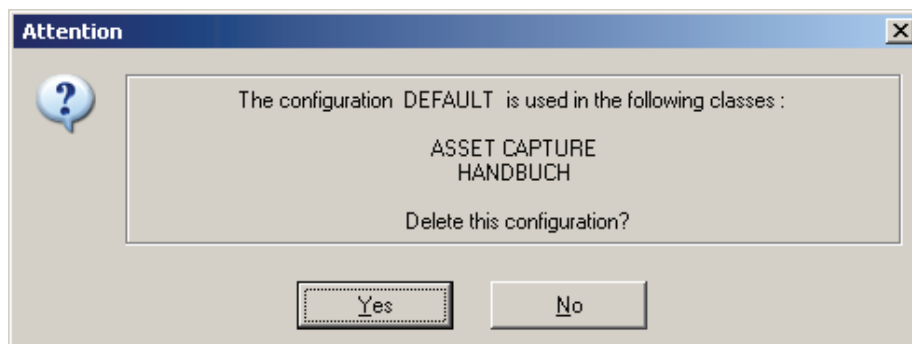 Attention
The configuration DEFAULT is used in the following classes :
ASSET CAPTURE
HANDBUCH
Delete this configuration?
Yes No